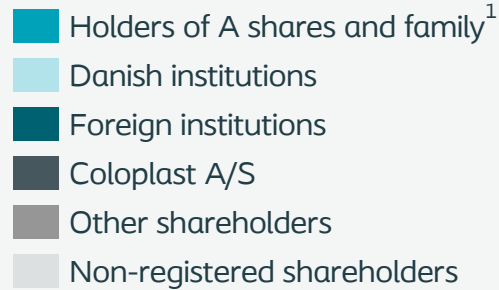 Holders of A shares and family¹
Danish institutions
Foreign institutions
Coloplast A/S
Other shareholders
Non-registered shareholders